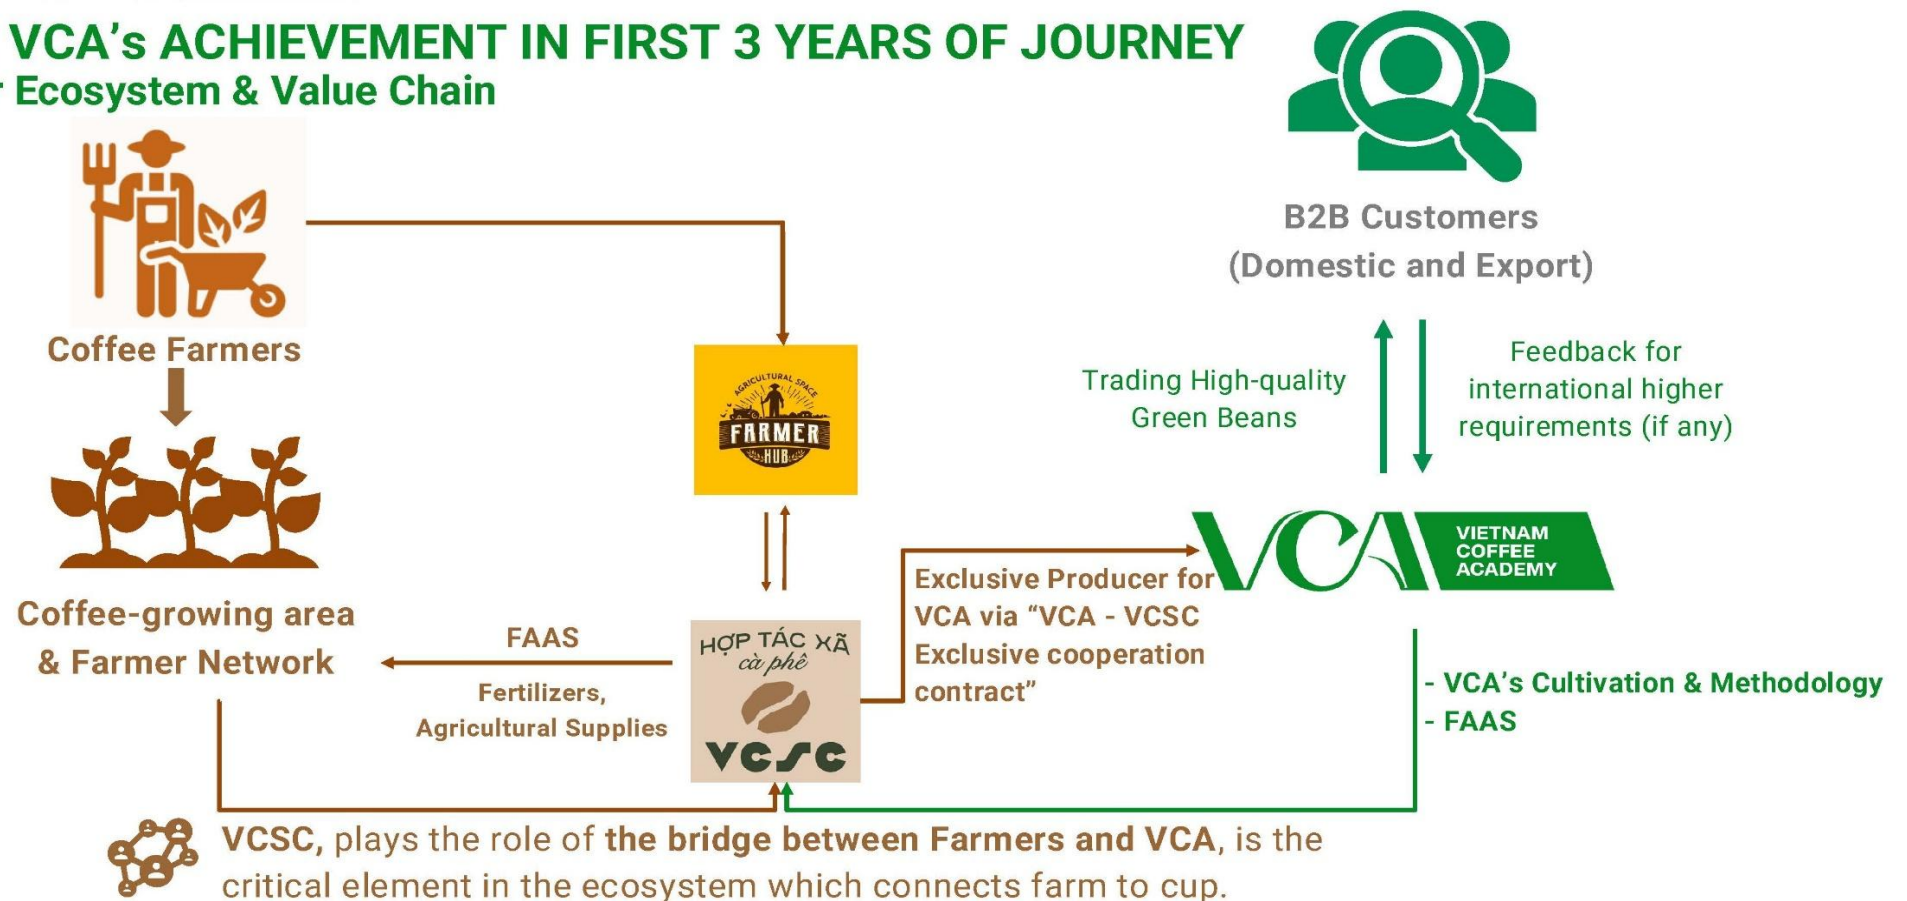 VCA's ACHIEVEMENT IN FIRST 3 YEARS OF JOURNEY
Ecosystem & Value Chain
Coffee Farmers
Coffee-growing area
& Farmer Network
AGRICULTURAL SPACE
FARMER
HUB
FAAS
Fertilizers,
Agricultural Supplies
HỢP TÁC XÃ
cà phê
VCSC
Exclusive Producer for
VCA via “VCA - VCSC
Exclusive cooperation
contract”
B2B Customers
(Domestic and Export)
Trading High-quality
Green Beans
Feedback for
international higher
requirements (if any)
VCA
VIETNAM
COFFEE
ACADEMY
- VCA's Cultivation & Methodology
- FAAS
VCSC, plays the role of the bridge between Farmers and VCA, is the
critical element in the ecosystem which connects farm to cup.